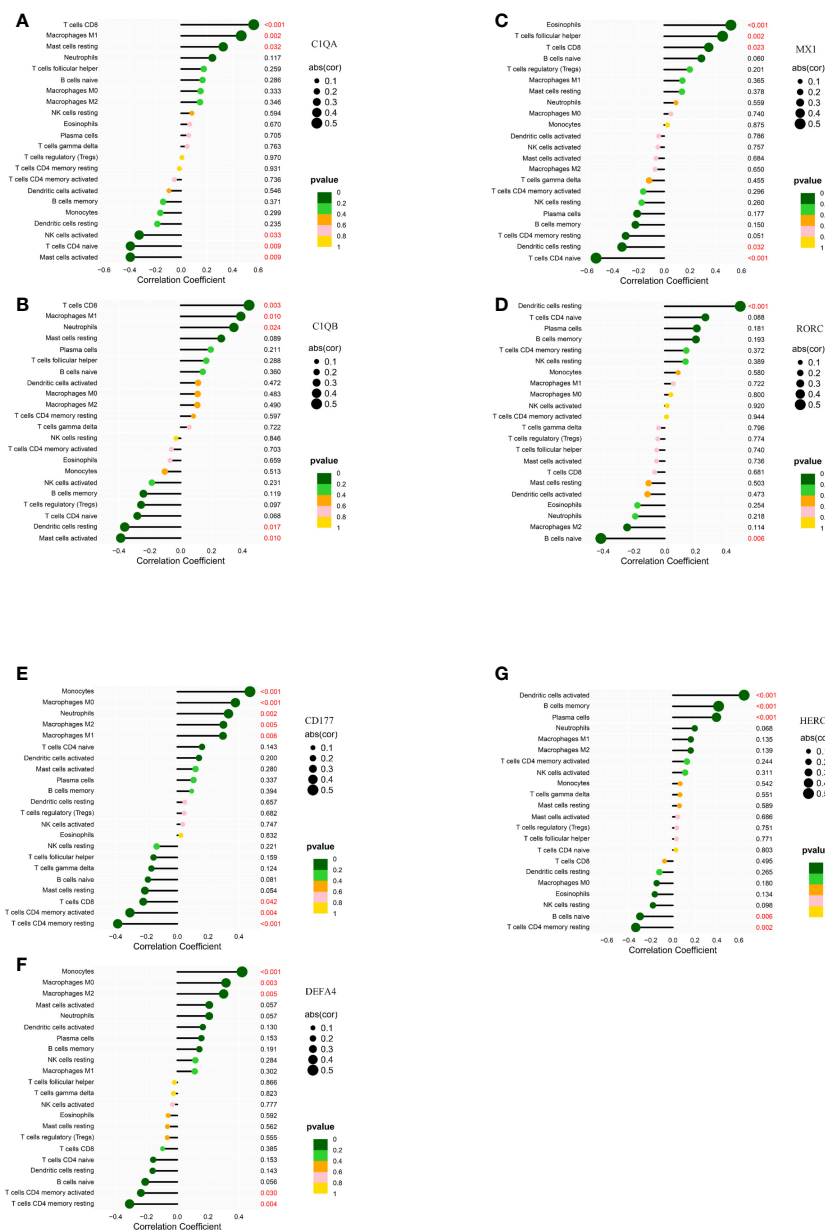 A
C1QA
T cells CD8 <0.001
Macrophages M1 0.002
Mast cells resting 0.032
Neutrophils 0.117
T cells follicular helper 0.259
B cells naive 0.286
Macrophages M0 0.333
Macrophages M2 0.346
NK cells resting 0.594
Eosinophils 0.670
Plasma cells 0.705
T cells gamma delta 0.763
T cells regulatory (Tregs) 0.970
T cells CD4 memory resting 0.931
T cells CD4 memory activated 0.736
Dendritic cells activated 0.546
B cells memory 0.371
Monocytes 0.299
Dendritic cells resting 0.235
NK cells activated 0.033
T cells CD4 naive 0.009
Mast cells activated 0.009
−0.6 −0.4 −0.2 0.0 0.2 0.4 0.6
Correlation Coefficient
abs(cor)
0.1
0.2
0.3
0.4
0.5
pvalue
0
0.2
0.4
0.6
0.8
1
B
C1QB
T cells CD8 0.003
Macrophages M1 0.010
Neutrophils 0.024
Mast cells resting 0.089
Plasma cells 0.211
T cells follicular helper 0.288
B cells naive 0.360
Dendritic cells activated 0.472
Macrophages M0 0.483
Macrophages M2 0.490
T cells CD4 memory resting 0.597
T cells gamma delta 0.722
NK cells resting 0.846
T cells CD4 memory activated 0.703
Eosinophils 0.659
Monocytes 0.513
NK cells activated 0.231
B cells memory 0.119
T cells regulatory (Tregs) 0.097
T cells CD4 naive 0.068
Dendritic cells resting 0.017
Mast cells activated 0.010
−0.4 −0.2 0.0 0.2 0.4
Correlation Coefficient
abs(cor)
0.1
0.2
0.3
0.4
0.5
pvalue
0
0.2
0.4
0.6
0.8
1
C
MX1
Eosinophils <0.001
T cells follicular helper 0.002
T cells CD8 0.023
B cells naive 0.060
T cells regulatory (Tregs) 0.201
Macrophages M1 0.365
Mast cells resting 0.378
Neutrophils 0.559
Macrophages M0 0.740
Monocytes 0.875
Dendritic cells activated 0.786
NK cells activated 0.757
Mast cells activated 0.684
Macrophages M2 0.650
T cells gamma delta 0.455
T cells CD4 memory activated 0.296
NK cells resting 0.260
Plasma cells 0.177
B cells memory 0.150
T cells CD4 memory resting 0.051
Dendritic cells resting 0.032
T cells CD4 naive <0.001
−0.6 −0.4 −0.2 0.0 0.2 0.4 0.6
Correlation Coefficient
abs(cor)
0.1
0.2
0.3
0.4
0.5
pvalue
0
0.2
0.4
0.6
0.8
1
D
RORC
Dendritic cells resting <0.001
T cells CD4 naive 0.088
Plasma cells 0.181
B cells memory 0.193
T cells CD4 memory resting 0.372
NK cells resting 0.389
Monocytes 0.580
Macrophages M1 0.722
Macrophages M0 0.800
NK cells activated 0.920
T cells CD4 memory activated 0.944
T cells gamma delta 0.798
T cells regulatory (Tregs) 0.774
T cells follicular helper 0.740
Mast cells activated 0.736
T cells CD8 0.681
Mast cells resting 0.503
Dendritic cells activated 0.473
Eosinophils 0.254
Neutrophils 0.218
Macrophages M2 0.114
B cells naive 0.006
−0.4 −0.2 0.0 0.2 0.4
Correlation Coefficient
abs(cor)
0.1
0.2
0.3
0.4
0.5
pvalue
0
0.2
0.4
0.6
0.8
1
E
CD177
Monocytes <0.001
Macrophages M0 <0.001
Neutrophils 0.002
Macrophages M2 0.005
Macrophages M1 0.006
T cells CD4 naive 0.143
Dendritic cells activated 0.200
Mast cells activated 0.280
Plasma cells 0.337
B cells memory 0.394
Dendritic cells resting 0.657
T cells regulatory (Tregs) 0.682
NK cells activated 0.747
Eosinophils 0.832
NK cells resting 0.221
T cells follicular helper 0.159
T cells gamma delta 0.124
B cells naive 0.081
Mast cells resting 0.054
T cells CD8 0.042
T cells CD4 memory activated 0.004
T cells CD4 memory resting <0.001
−0.4 −0.2 0.0 0.2 0.4
Correlation Coefficient
abs(cor)
0.1
0.2
0.3
0.4
0.5
pvalue
0
0.2
0.4
0.6
0.8
1
F
DEFA4
Monocytes <0.001
Macrophages M0 0.003
Macrophages M2 0.005
Mast cells activated 0.057
Neutrophils 0.057
Dendritic cells activated 0.130
Plasma cells 0.153
B cells memory 0.191
NK cells resting 0.284
Macrophages M1 0.302
T cells follicular helper 0.866
T cells gamma delta 0.823
NK cells activated 0.777
Eosinophils 0.592
Mast cells resting 0.562
T cells regulatory (Tregs) 0.555
T cells CD8 0.385
T cells CD4 naive 0.153
Dendritic cells resting 0.143
B cells naive 0.056
T cells CD4 memory activated 0.030
T cells CD4 memory resting 0.004
−0.4 −0.2 0.0 0.2 0.4
Correlation Coefficient
abs(cor)
0.1
0.2
0.3
0.4
0.5
pvalue
0
0.2
0.4
0.6
0.8
1
G
HERC
Dendritic cells activated <0.001
B cells memory <0.001
Plasma cells <0.001
Neutrophils 0.068
Macrophages M1 0.135
Macrophages M2 0.139
T cells CD4 memory activated 0.244
NK cells activated 0.311
Monocytes 0.542
T cells gamma delta 0.551
Mast cells resting 0.589
Mast cells activated 0.686
T cells regulatory (Tregs) 0.751
T cells follicular helper 0.771
T cells CD4 naive 0.803
T cells CD8 0.495
Dendritic cells resting 0.265
Macrophages M0 0.180
Eosinophils 0.134
NK cells resting 0.098
B cells naive 0.006
T cells CD4 memory resting 0.002
−0.6 −0.4 −0.2 0.0 0.2 0.4 0.6
Correlation Coefficient
pvalue